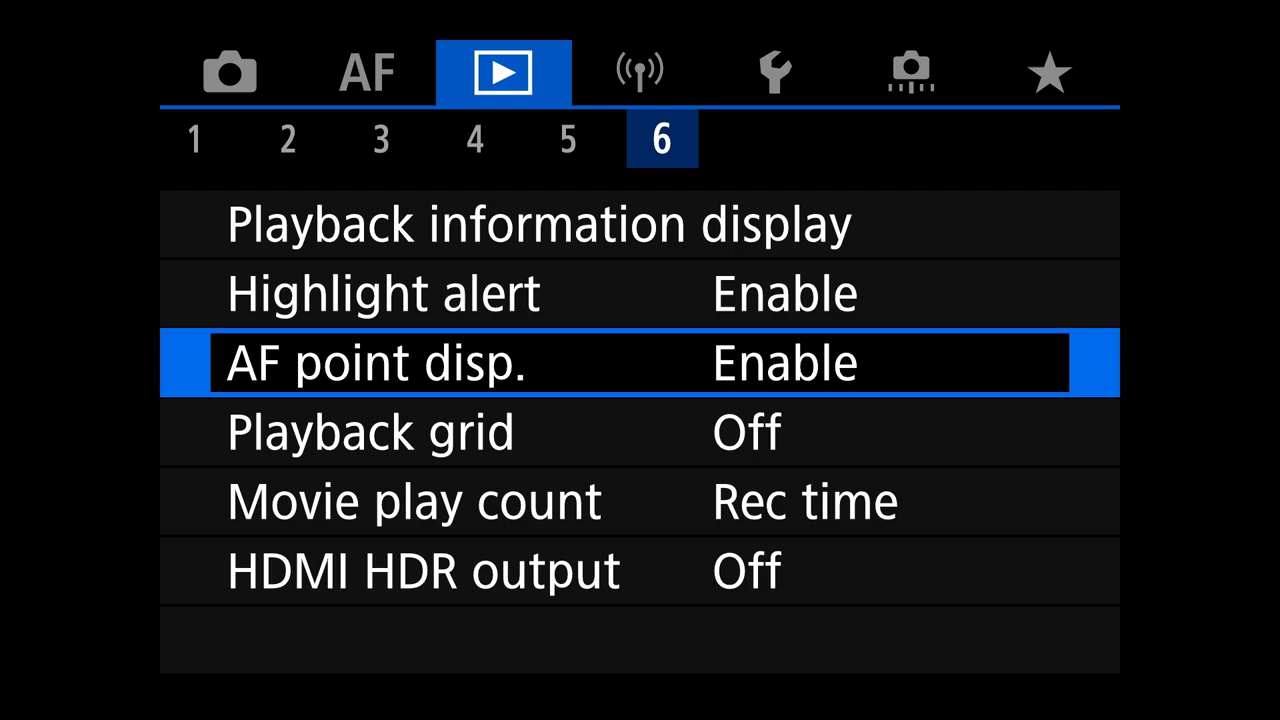 AF
1 2 3 4 5 6
Playback information display
Highlight alert Enable
AF point disp. Enable
Playback grid Off
Movie play count Rec time
HDMI HDR output Off